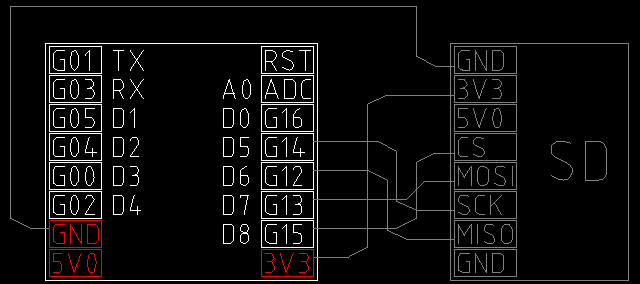 G01 TX RST GND
G03 RX A0 ADC 3V3
G05 D1 D0 G16 5V0
G04 D2 D5 G14 CS SD
G00 D3 D6 G12 MOSI
G02 D4 D7 G13 SCK
GND D8 G15 MISO
5V0 3V3 GND